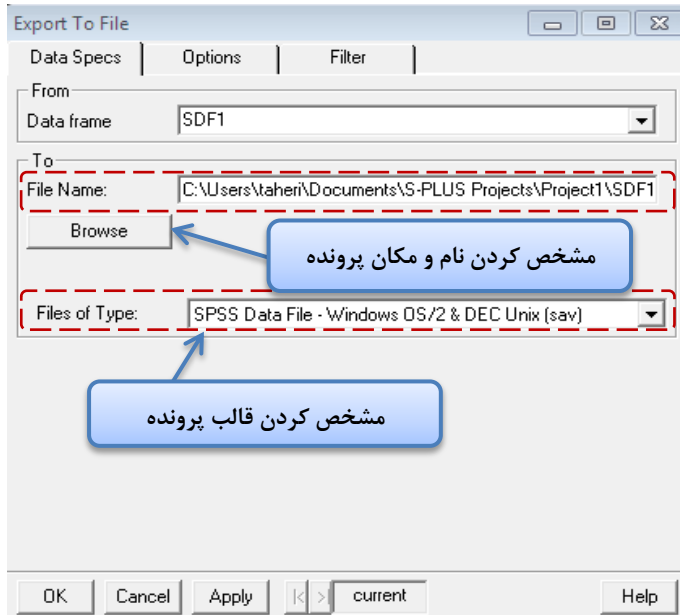 Export To File
Data Specs
Options
Filter
From
Data frame
SDF1
To
File Name:
C:\Users\taheri\Documents\S-PLUS Projects\Project1\SDF1
Browse
مشخص کردن نام و مکان پرونده
Files of Type:
SPSS Data File - Windows OS/2 & DEC Unix (sav)
مشخص کردن قالب پرونده
OK
Cancel
Apply
|< >|
current
Help